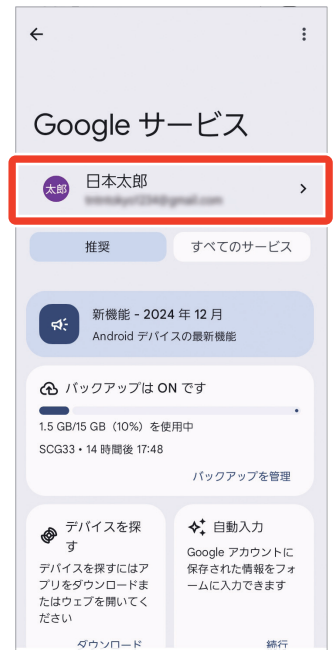 Google サービス
太郎
日本太郎
推奨
すべてのサービス
新機能 - 2024 年 12 月
Android デバイスの最新機能
バックアップは ON です
1.5 GB/15 GB（10%）を使用中
SCG33・14 時間後 17:48
バックアップを管理
デバイスを探
す
デバイスを探すにはア
プリをダウンロードま
たはウェブを開いてく
ださい
ダウンロード
自動入力
Google アカウントに
保存された情報をフォ
ームに入力できます
続行